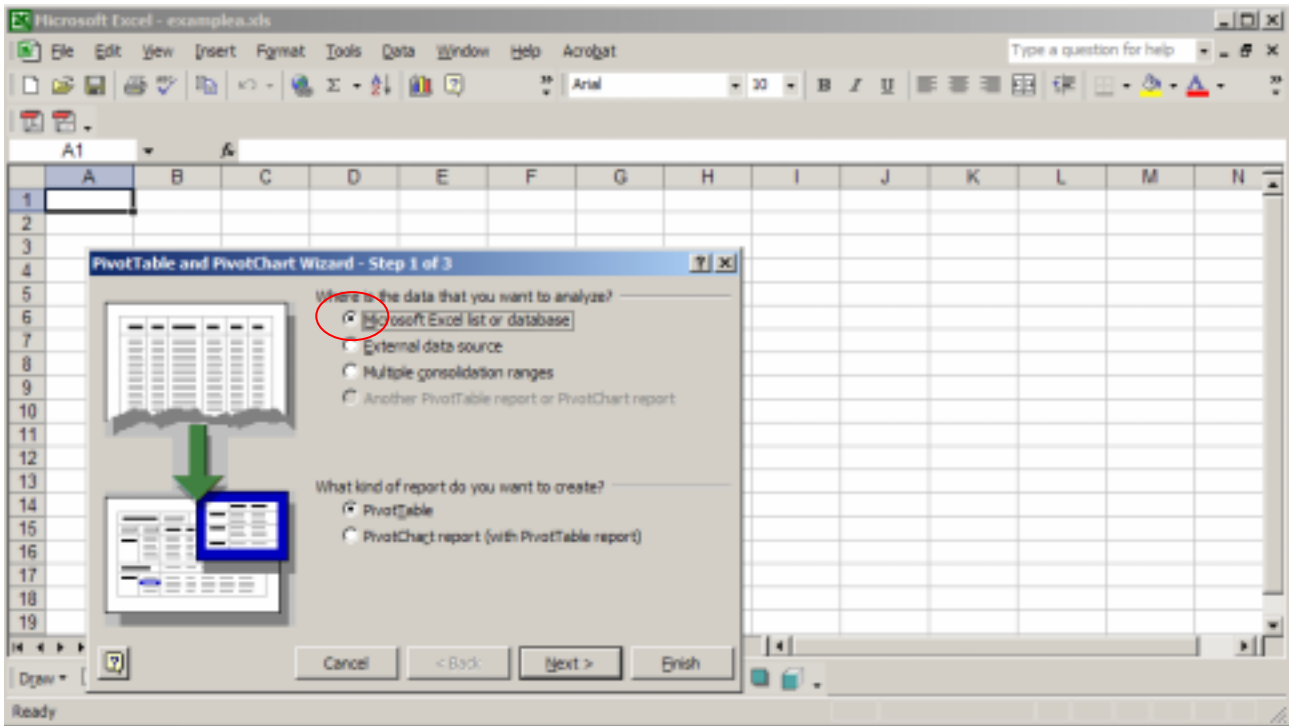 Microsoft Excel - examplea.xls
File Edit View Insert Format Tools Data Window Help Acrobat Type a question for help
Arial 10 B I U
A1 fx
A B C D E F G H I J K L M N
1
2
3
4
5
6
7
8
9
10
11
12
13
14
15
16
17
18
19
PivotTable and PivotChart Wizard - Step 1 of 3
Where is the data that you want to analyze?
Microsoft Excel list or database
External data source
Multiple consolidation ranges
Another PivotTable report or PivotChart report
What kind of report do you want to create?
PivotTable
PivotChart report (with PivotTable report)
Cancel < Back Next > Finish
Draw
Ready